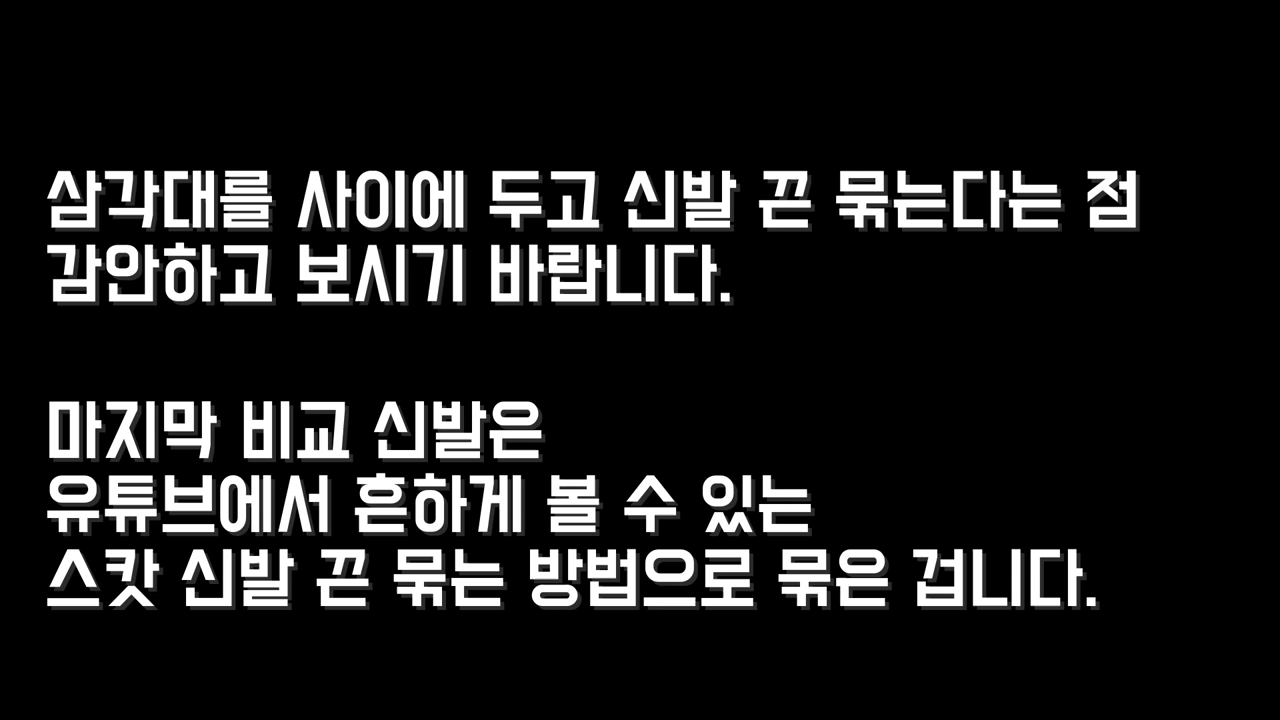 삼각대를 사이에 두고 신발 끈 묶는다는 점
감안하고 보시기 바랍니다.
마지막 비교 신발은
유튜브에서 흔하게 볼 수 있는
스캇 신발 끈 묶는 방법으로 묶은 겁니다.